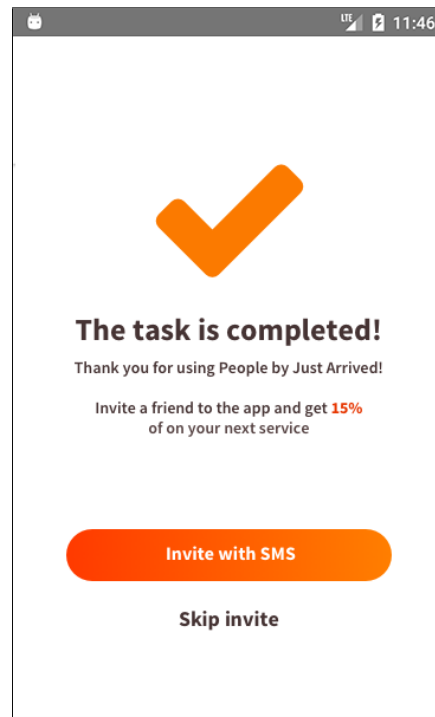 LTE 11:46
The task is completed!
Thank you for using People by Just Arrived!
Invite a friend to the app and get 15%
of on your next service
Invite with SMS
Skip invite